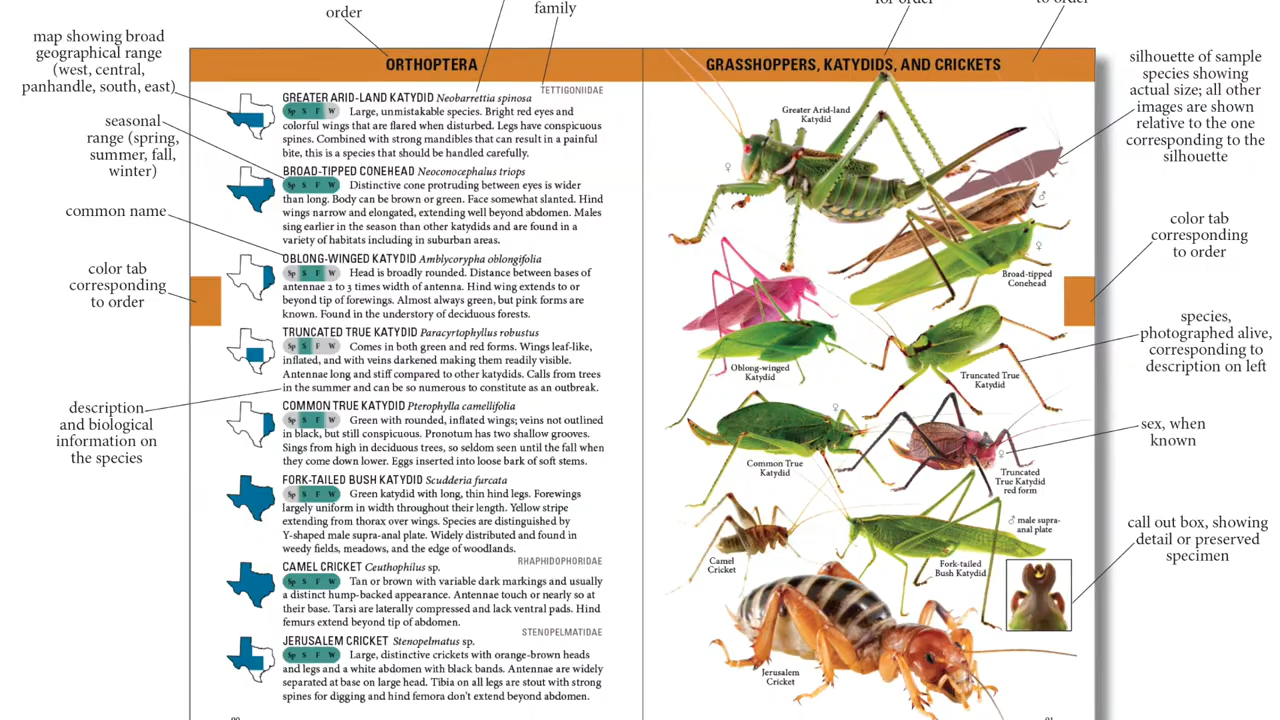 order
family
for order
to order
map showing broad
geographical range
(west, central,
panhandle, south, east)
seasonal
range (spring,
summer, fall,
winter)
common name
color tab
corresponding
to order
description
and biological
information on
the species
ORTHOPTERA
TETTIGONIIDAE
GREATER ARID-LAND KATYDID Neobarrettia spinosa
Sp S F W Large, unmistakable species. Bright red eyes and
colorful wings that are flared when disturbed. Legs have conspicuous
spines. Combined with strong mandibles that can result in a painful
bite, this is a species that should be handled carefully.
BROAD-TIPPED CONEHEAD Neoconocephalus triops
Sp S F W Distinctive cone protruding between eyes is wider
than long. Body can be brown or green. Face somewhat slanted. Hind
wings narrow and elongated, extending well beyond abdomen. Males
sing earlier in the season than other katydids and are found in a
variety of habitats including in suburban areas.
OBLONG-WINGED KATYDID Amblycorypha oblongifolia
Sp S F W Head is broadly rounded. Distance between bases of
antennae 2 to 3 times width of antenna. Hind wing extends to or
beyond tip of forewings. Almost always green, but pink forms are
known. Found in the understory of deciduous forests.
TRUNCATED TRUE KATYDID Paracyrtophyllus robustus
Sp S F W Comes in both green and red forms. Wings leaf-like,
inflated, and with veins darkened making them readily visible.
Antennae long and stiff compared to other katydids. Calls from trees
in the summer and can be so numerous to constitute as an outbreak.
COMMON TRUE KATYDID Pterophylla camellifolia
Sp S F W Green with rounded, inflated wings; veins not outlined
in black, but still conspicuous. Pronotum has two shallow grooves.
Sings from high in deciduous trees, so seldom seen until the fall when
they come down lower. Eggs inserted into loose bark of soft stems.
FORK-TAILED BUSH KATYDID Scudderia furcata
Sp S F W Green katydid with long, thin hind legs. Forewings
largely uniform in width throughout their length. Yellow stripe
extending from thorax over wings. Species are distinguished by
Y-shaped male supra-anal plate. Widely distributed and found in
weedy fields, meadows, and the edge of woodlands.
RHAPHIDOPHORIDAE
CAMEL CRICKET Ceuthophilus sp.
Sp S F W Tan or brown with variable dark markings and usually
a distinct hump-backed appearance. Antennae touch or nearly so at
their base. Tarsi are laterally compressed and lack ventral pads. Hind
femurs extend beyond tip of abdomen.
STENOPELMATIDAE
JERUSALEM CRICKET Stenopelmatus sp.
Sp S F W Large, distinctive crickets with orange-brown heads
and legs and a white abdomen with black bands. Antennae are widely
separated at base on large head. Tibia on all legs are stout with strong
spines for digging and hind femora don't extend beyond abdomen.
GRASSHOPPERS, KATYDIDS, AND CRICKETS
Greater Arid-land
Katydid
♀
♂
♀
Broad-tipped
Conehead
Oblong-winged
Katydid
Truncated True
Katydid
♀
Common True
Katydid
♀
Truncated
True Katydid
red form
♂ male supra-
anal plate
Camel
Cricket
Fork-tailed
Bush Katydid
Jerusalem
Cricket
silhouette of sample
species showing
actual size; all other
images are shown
relative to the one
corresponding to the
silhouette
color tab
corresponding
to order
species,
photographed alive,
corresponding to
description on left
sex, when
known
call out box, showing
detail or preserved
specimen